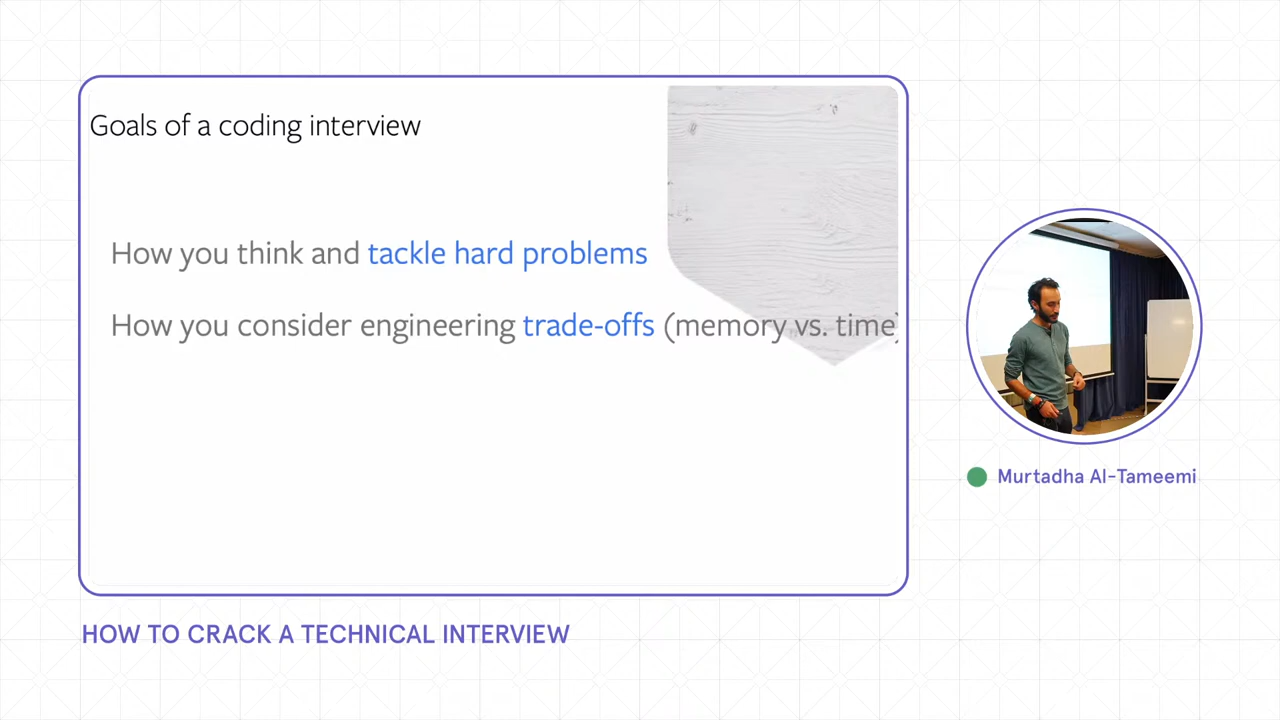 Goals of a coding interview
How you think and tackle hard problems
How you consider engineering trade-offs (memory vs. time)
Murtadha Al-Tameemi
HOW TO CRACK A TECHNICAL INTERVIEW